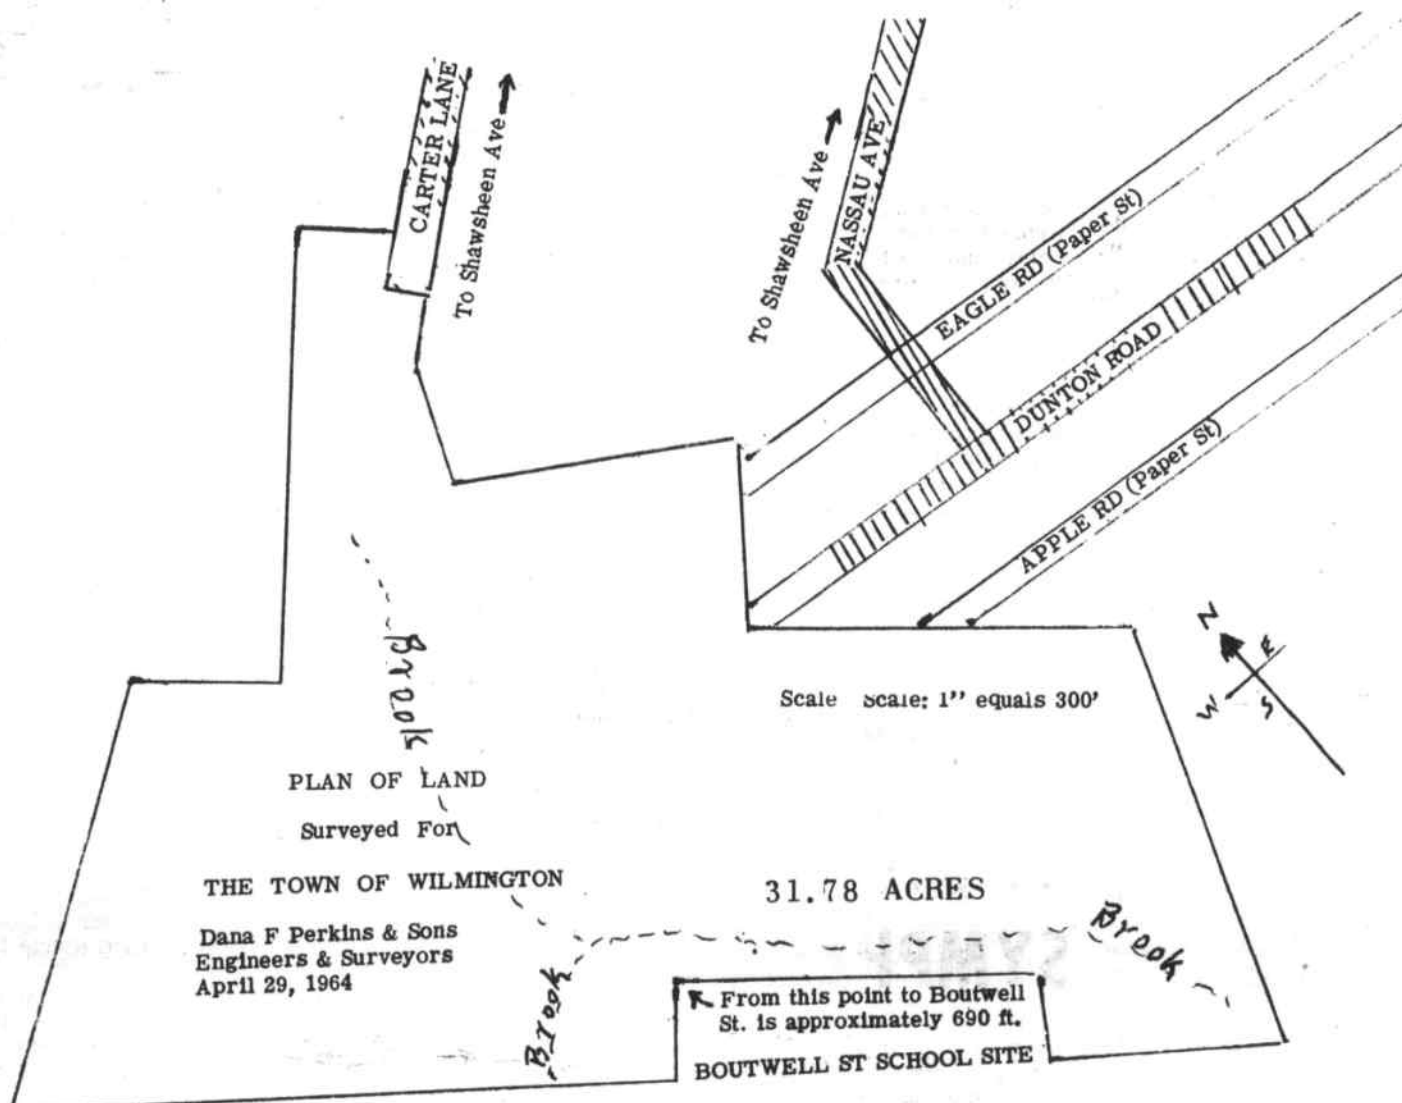 CARTER LANE
To Shawsheen Ave
To Shawsheen Ave
NASSAU AVE
EAGLE RD (Paper St)
DUNTON ROAD
APPLE RD (Paper St)
N
E
W
S
Brook
Scale Scale: 1" equals 300'
PLAN OF LAND
Surveyed For
THE TOWN OF WILMINGTON
Dana F Perkins & Sons
Engineers & Surveyors
April 29, 1964
31.78 ACRES
Brook
Brook
From this point to Boutwell
St. is approximately 690 ft.
BOUTWELL ST SCHOOL SITE